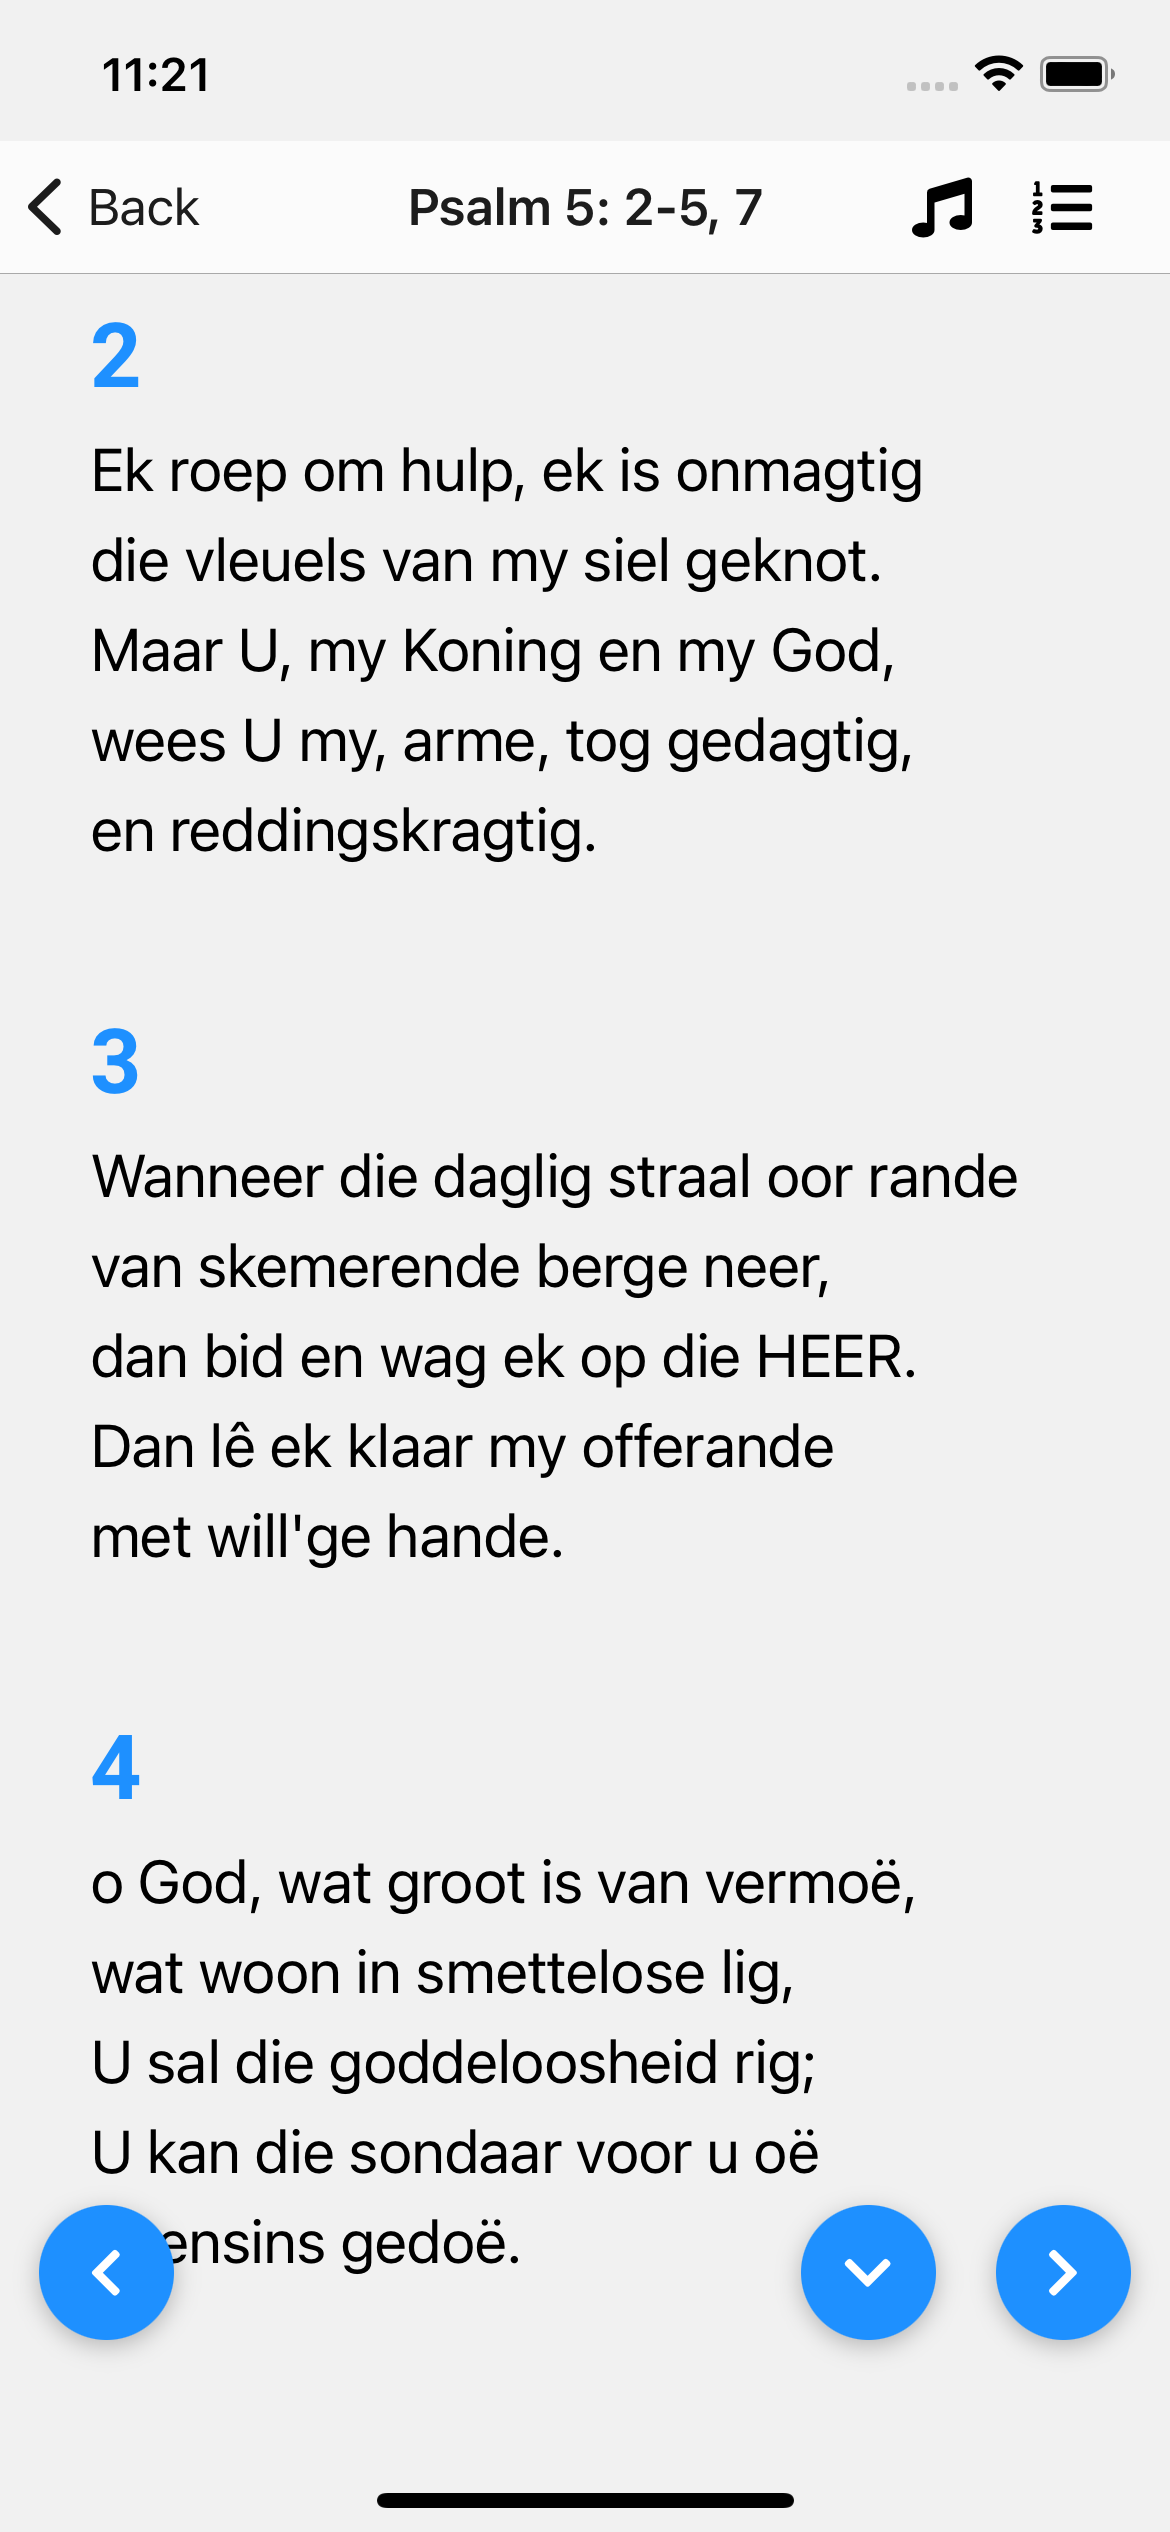 11:21
Back
Psalm 5: 2-5, 7
1
2
3
2
Ek roep om hulp, ek is onmagtig
die vleuels van my siel geknot.
Maar U, my Koning en my God,
wees U my, arme, tog gedagtig,
en reddingskragtig.
3
Wanneer die daglig straal oor rande
van skemerende berge neer,
dan bid en wag ek op die HEER.
Dan lê ek klaar my offerande
met will'ge hande.
4
o God, wat groot is van vermoë,
wat woon in smettelose lig,
U sal die goddeloosheid rig;
U kan die sondaar voor u oë
gedoë.